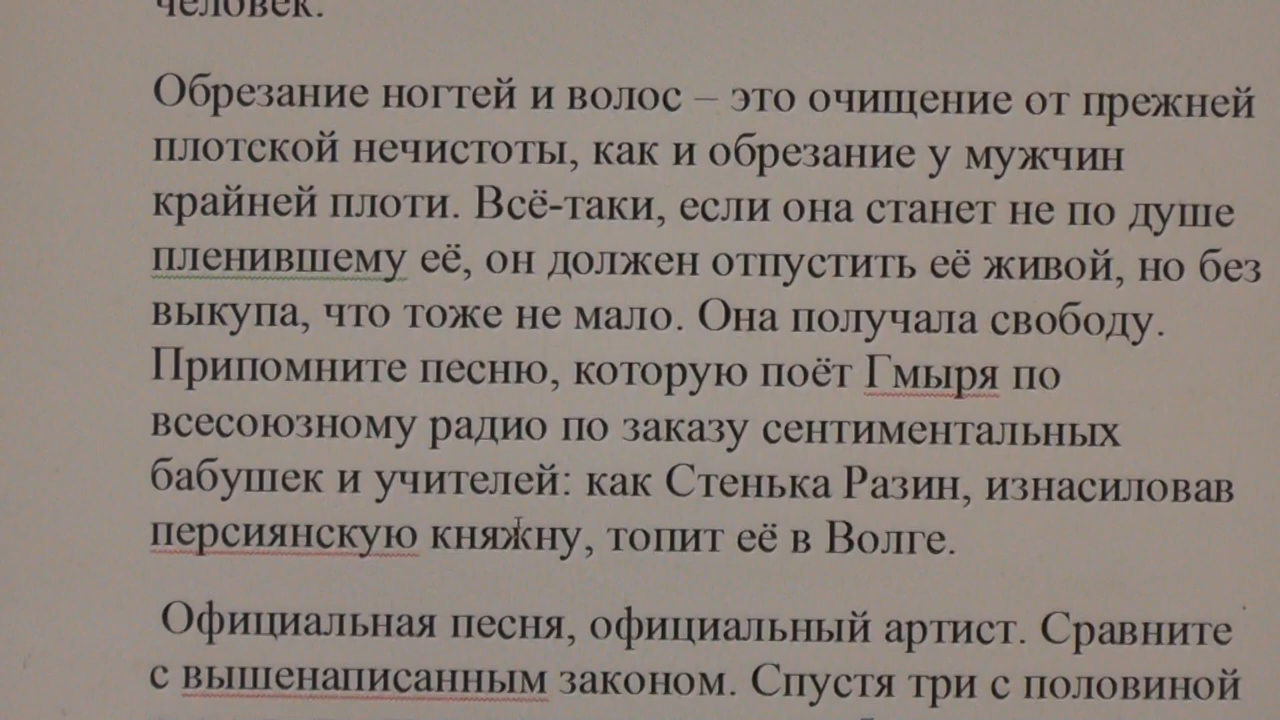 человек.
Обрезание ногтей и волос – это очищение от прежней
плотской нечистоты, как и обрезание у мужчин
крайней плоти. Всё-таки, если она станет не по душе
пленившему её, он должен отпустить её живой, но без
выкупа, что тоже не мало. Она получала свободу.
Припомните песню, которую поёт Гмыря по
всесоюзному радио по заказу сентиментальных
бабушек и учителей: как Стенька Разин, изнасиловав
персиянскую княжну, топит её в Волге.
Официальная песня, официальный артист. Сравните
с вышенаписанным законом. Спустя три с половиной